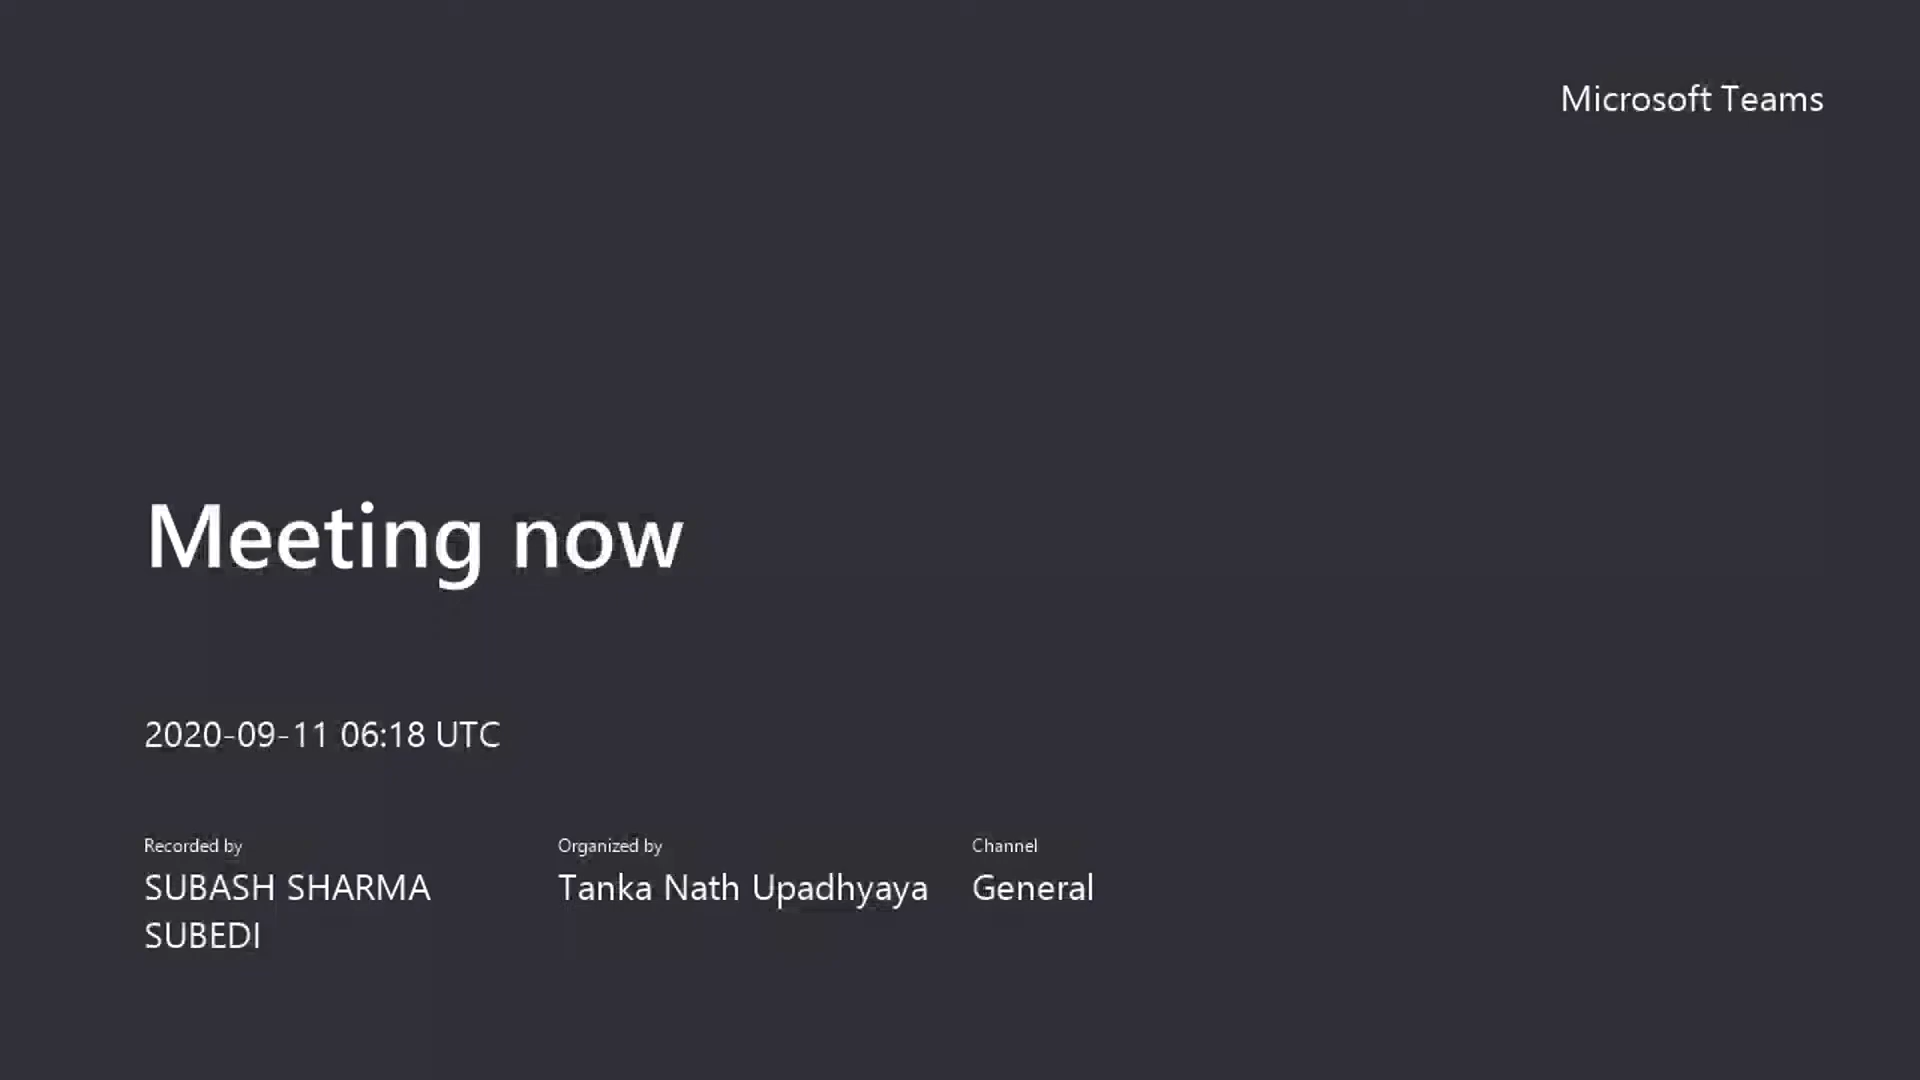 Microsoft Teams
Meeting now
2020-09-11 06:18 UTC
Recorded by
SUBASH SHARMA
SUBEDI
Organized by
Tanka Nath Upadhyaya
Channel
General